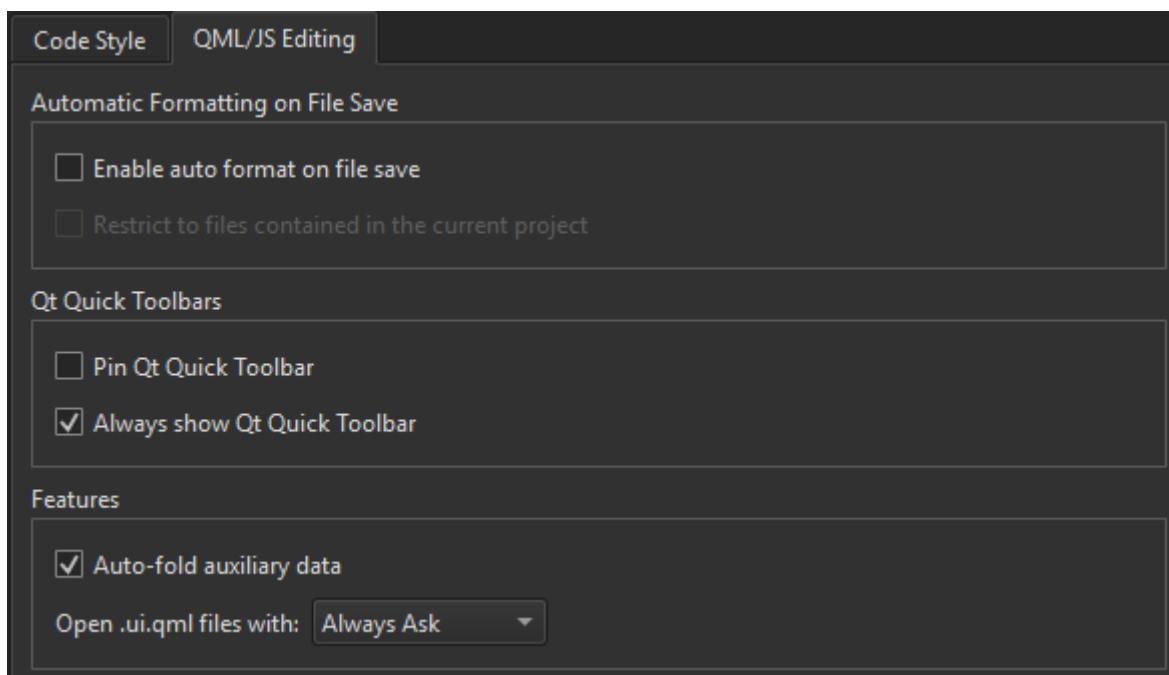 Code Style QML/JS Editing
Automatic Formatting on File Save
Enable auto format on file save
Restrict to files contained in the current project
Qt Quick Toolbars
Pin Qt Quick Toolbar
Always show Qt Quick Toolbar
Features
Auto-fold auxiliary data
Open .ui.qml files with: Always Ask